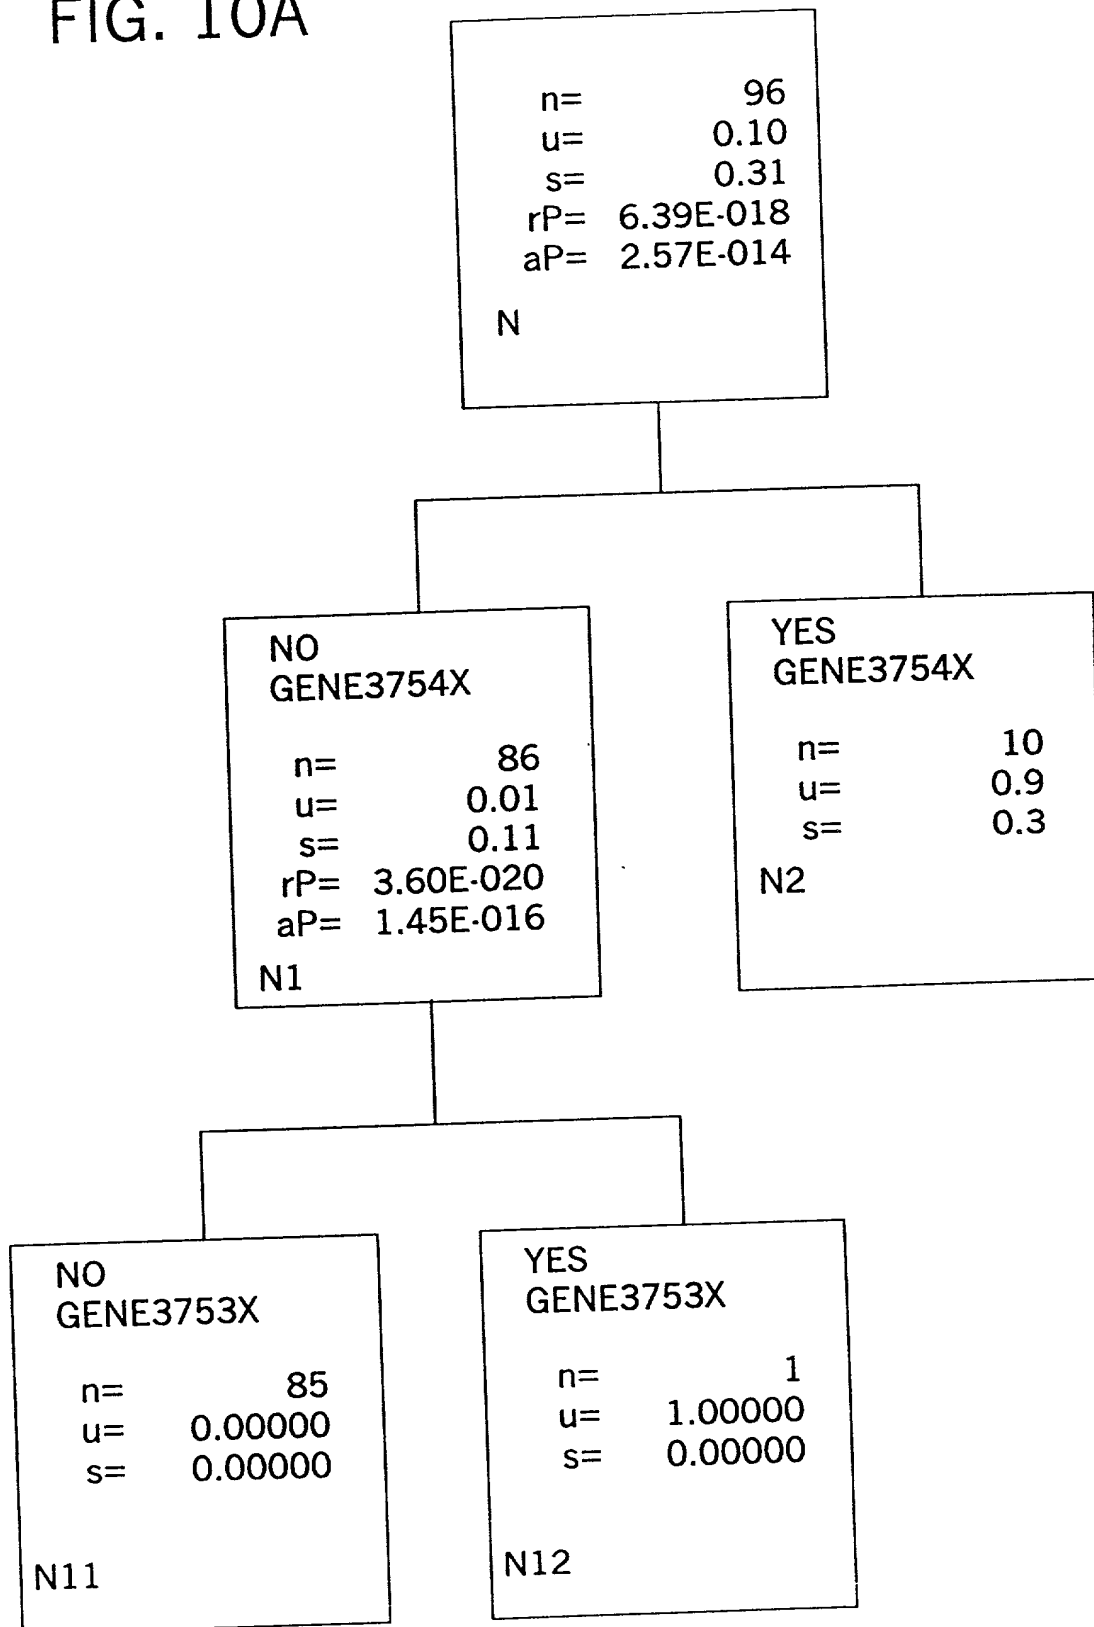 FIG. 10A
n= 96
u= 0.10
s= 0.31
rP= 6.39E-018
aP= 2.57E-014
N
NO
GENE3754X
n= 86
u= 0.01
s= 0.11
rP= 3.60E-020
aP= 1.45E-016
N1
YES
GENE3754X
n= 10
u= 0.9
s= 0.3
N2
NO
GENE3753X
n= 85
u= 0.00000
s= 0.00000
N11
YES
GENE3753X
n= 1
u= 1.00000
s= 0.00000
N12